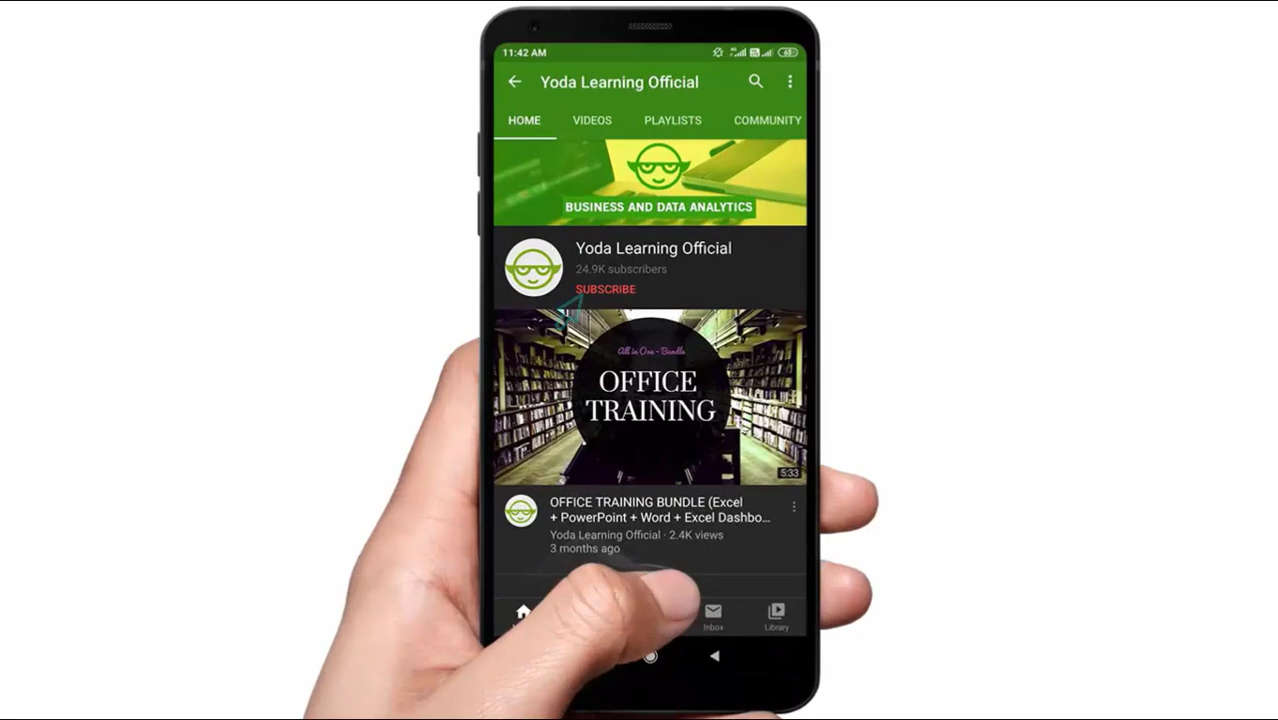 11:42 AM
68
Yoda Learning Official
HOME VIDEOS PLAYLISTS COMMUNITY
BUSINESS AND DATA ANALYTICS
Yoda Learning Official
24.9K subscribers
SUBSCRIBE
All in One - Bundle
OFFICE
TRAINING
5:33
OFFICE TRAINING BUNDLE (Excel
+ PowerPoint + Word + Excel Dashbo...
Yoda Learning Official · 2.4K views
3 months ago
Inbox Library